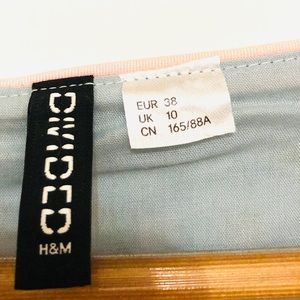 DIVIDED
H&M
EUR 38
UK 10
CN 165/88A